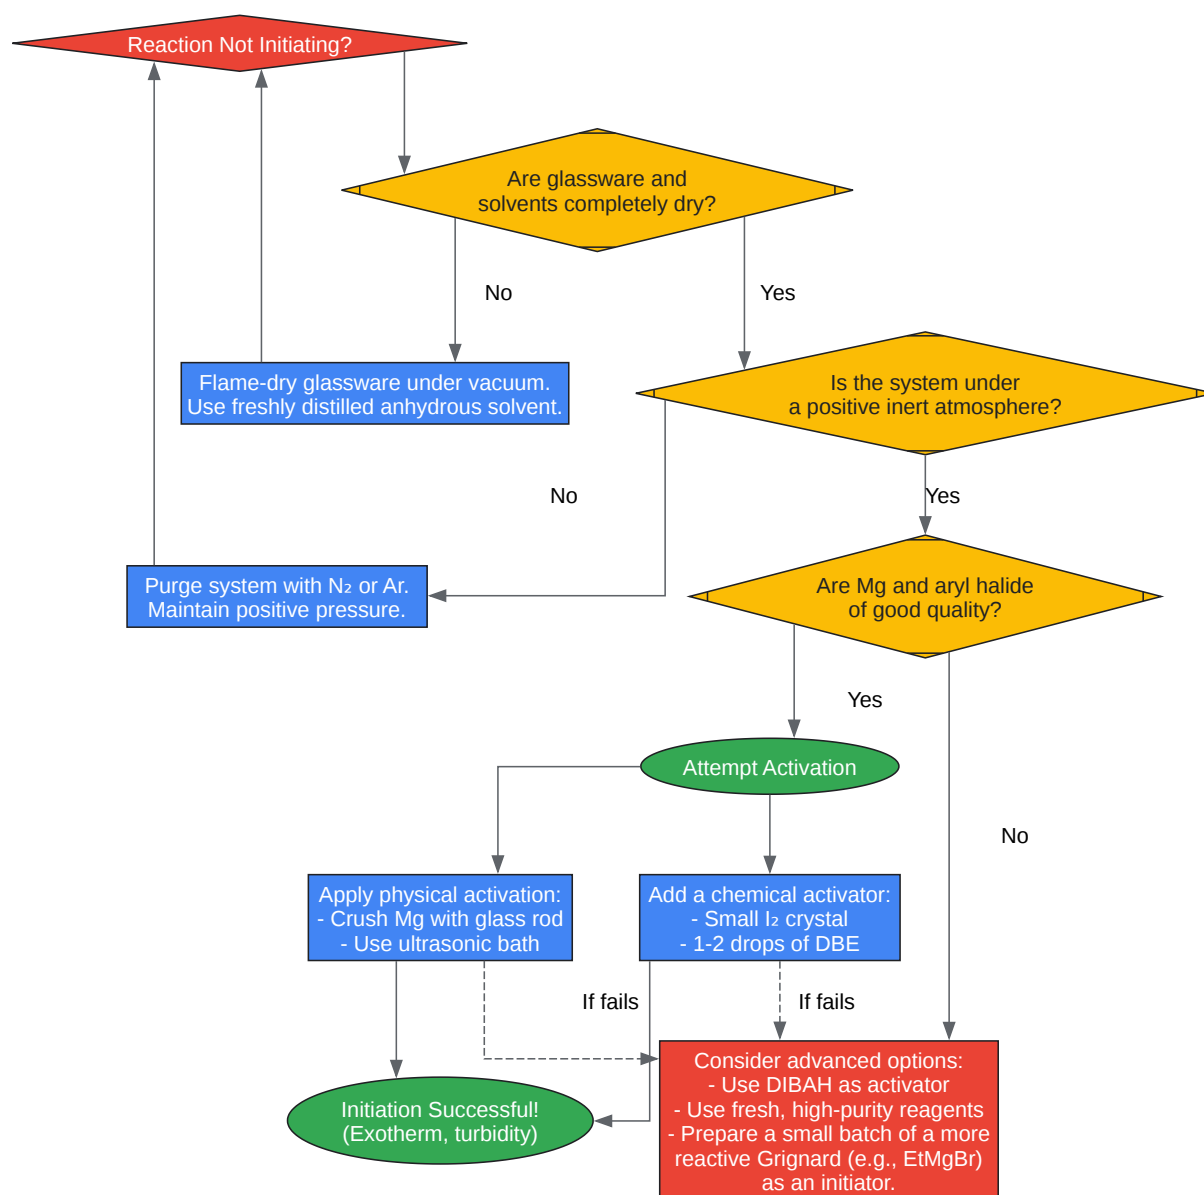 Reaction Not Initiating?
Are glassware and
solvents completely dry?
No
Yes
Flame-dry glassware under vacuum.
Use freshly distilled anhydrous solvent.
Is the system under
a positive inert atmosphere?
No
Yes
Purge system with N₂ or Ar.
Maintain positive pressure.
Are Mg and aryl halide
of good quality?
Yes
Attempt Activation
No
Apply physical activation:
- Crush Mg with glass rod
- Use ultrasonic bath
Add a chemical activator:
- Small I₂ crystal
- 1-2 drops of DBE
If fails
If fails
Initiation Successful!
(Exotherm, turbidity)
Consider advanced options:
- Use DIBAH as activator
- Use fresh, high-purity reagents
- Prepare a small batch of a more
reactive Grignard (e.g., EtMgBr)
as an initiator.